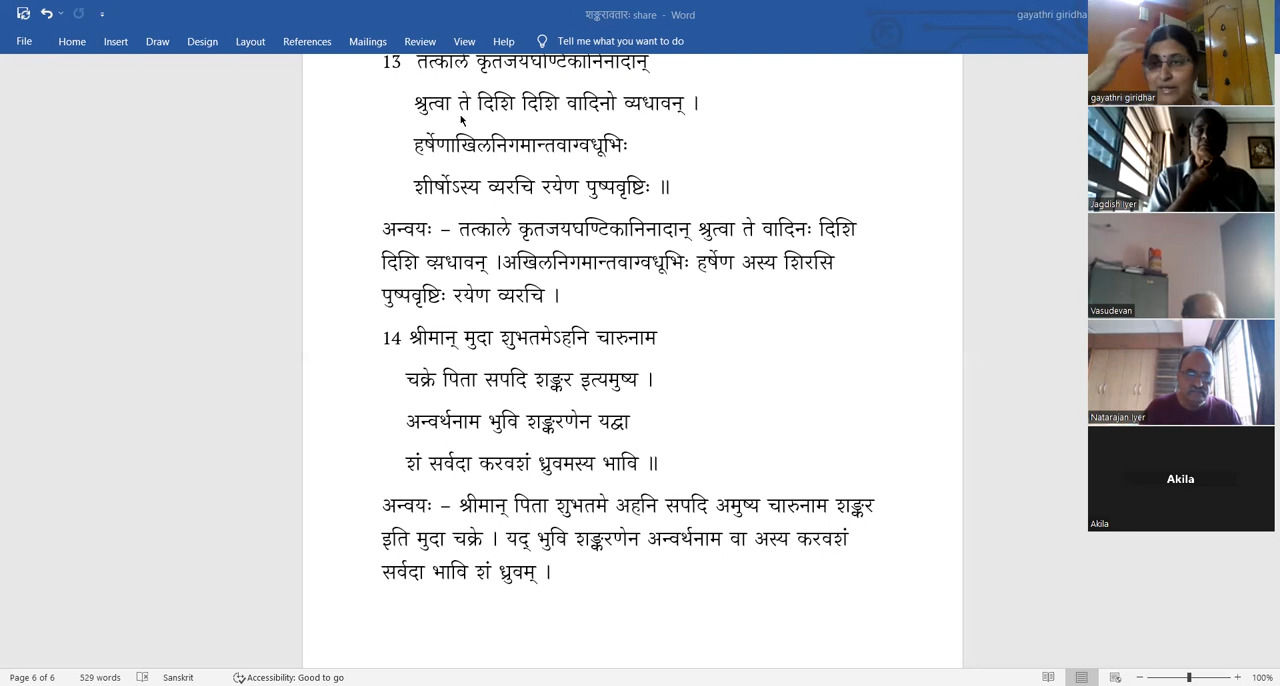 शङ्करावतारः share - Word
gayathri giridha
File Home Insert Draw Design Layout References Mailings Review View Help Tell me what you want to do
13 तत्काले कृतजयघण्टिकानिनादान्
श्रुत्वा ते दिशि दिशि वादिनो व्यधावन् ।
हर्षेणाखिलनिगमान्तवाग्वधूभिः
शीर्षोऽस्य व्यरचि रयेण पुष्पवृष्टिः ॥
अन्वयः – तत्काले कृतजयघण्टिकानिनादान् श्रुत्वा ते वादिनः दिशि
दिशि व्यधावन् ।अखिलनिगमान्तवाग्वधूभिः हर्षेण अस्य शिरसि
पुष्पवृष्टिः रयेण व्यरचि ।
14 श्रीमान् मुदा शुभतमेऽहनि चारुनाम
चक्रे पिता सपदि शङ्कर इत्यमुष्य ।
अन्वर्थनाम भुवि शङ्करणेन यद्वा
शं सर्वदा करवशं ध्रुवमस्य भावि ॥
अन्वयः – श्रीमान् पिता शुभतमे अहनि सपदि अमुष्य चारुनाम शङ्कर
इति मुदा चक्रे । यद् भुवि शङ्करणेन अन्वर्थनाम वा अस्य करवशं
सर्वदा भावि शं ध्रुवम् ।
gayathri giridhar
Jagdish Iyer
Vasudevan
Natarajan Iyer
Akila
Akila
Page 6 of 6 529 words Sanskrit Accessibility: Good to go 100%